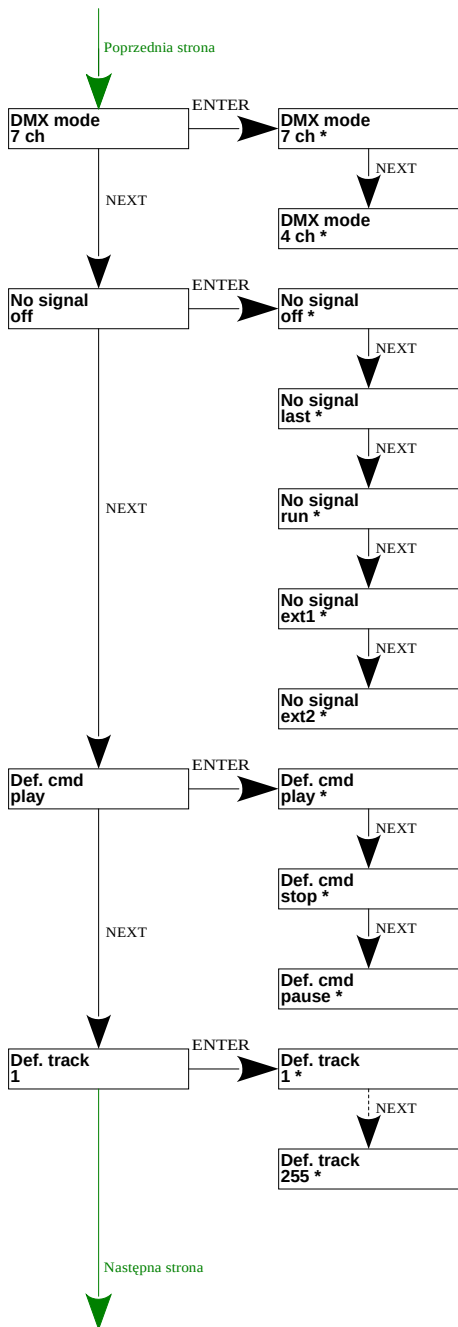 Poprzednia strona
ENTER
DMX mode
7 ch
DMX mode
7 ch *
NEXT
NEXT
DMX mode
4 ch *
ENTER
No signal
off
No signal
off *
NEXT
No signal
last *
NEXT
NEXT
No signal
run *
NEXT
No signal
ext1 *
NEXT
No signal
ext2 *
ENTER
Def. cmd
play
Def. cmd
play *
NEXT
Def. cmd
stop *
NEXT
NEXT
Def. cmd
pause *
ENTER
Def. track
1
Def. track
1 *
NEXT
Def. track
255 *
Następna strona